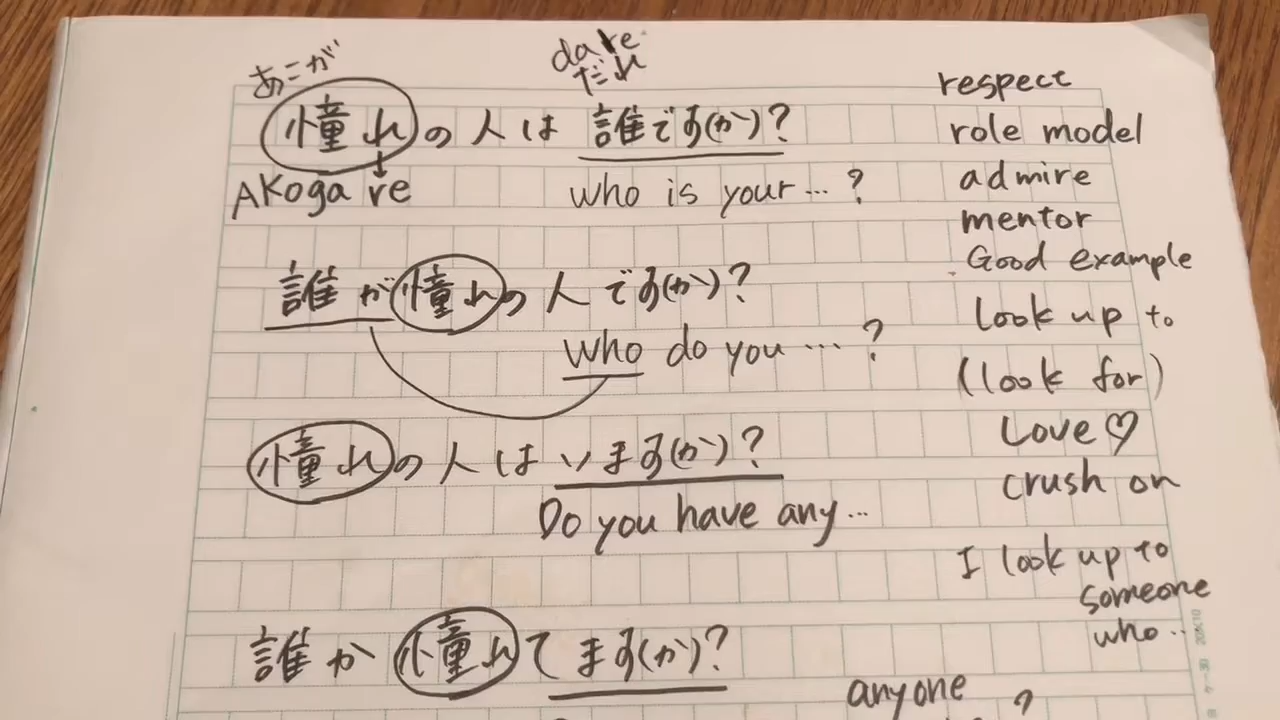 あこが
dare
だれ
憧れの人は 誰です(か)?
AKogare
who is your... ?
誰が憧れの人ですか(か)?
who do you ... ?
憧れの人はいます(か)?
Do you have any...
誰か憧れてます(か)?
anyone
?
respect
role model
admire
mentor
Good example
look up to
(look for)
Love♡
crush on
I look up to
someone
who..